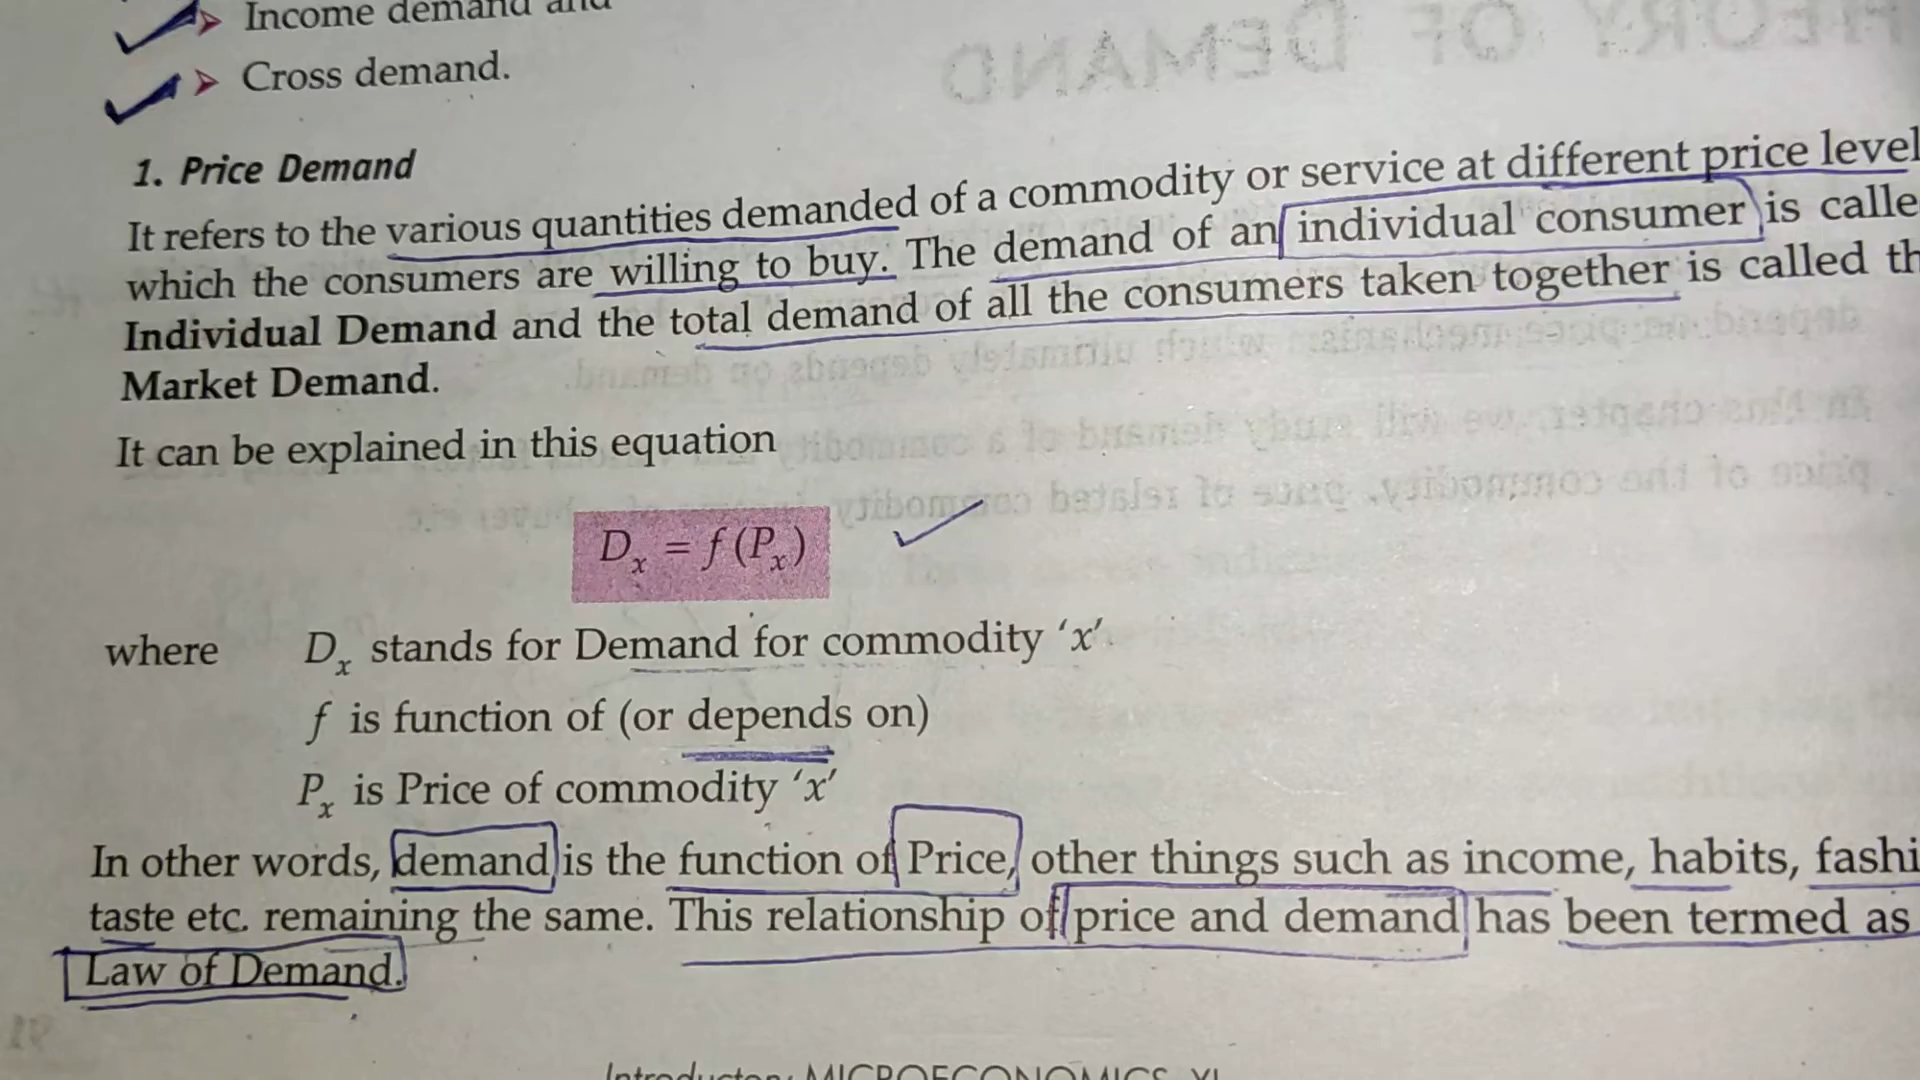 Income demand and
Cross demand.
THEORY OF DEMAND
1. Price Demand
It refers to the various quantities demanded of a commodity or service at different price level
which the consumers are willing to buy. The demand of an individual consumer is calle
Individual Demand and the total demand of all the consumers taken together is called th
Market Demand.
It can be explained in this equation
Dₓ = f (Pₓ)
where Dₓ stands for Demand for commodity ‘x’
f is function of (or depends on)
Pₓ is Price of commodity ‘x’
In other words, demand is the function of Price, other things such as income, habits, fashi
taste etc. remaining the same. This relationship of price and demand has been termed as
Law of Demand.
Introductory MICROECONOMICS XI